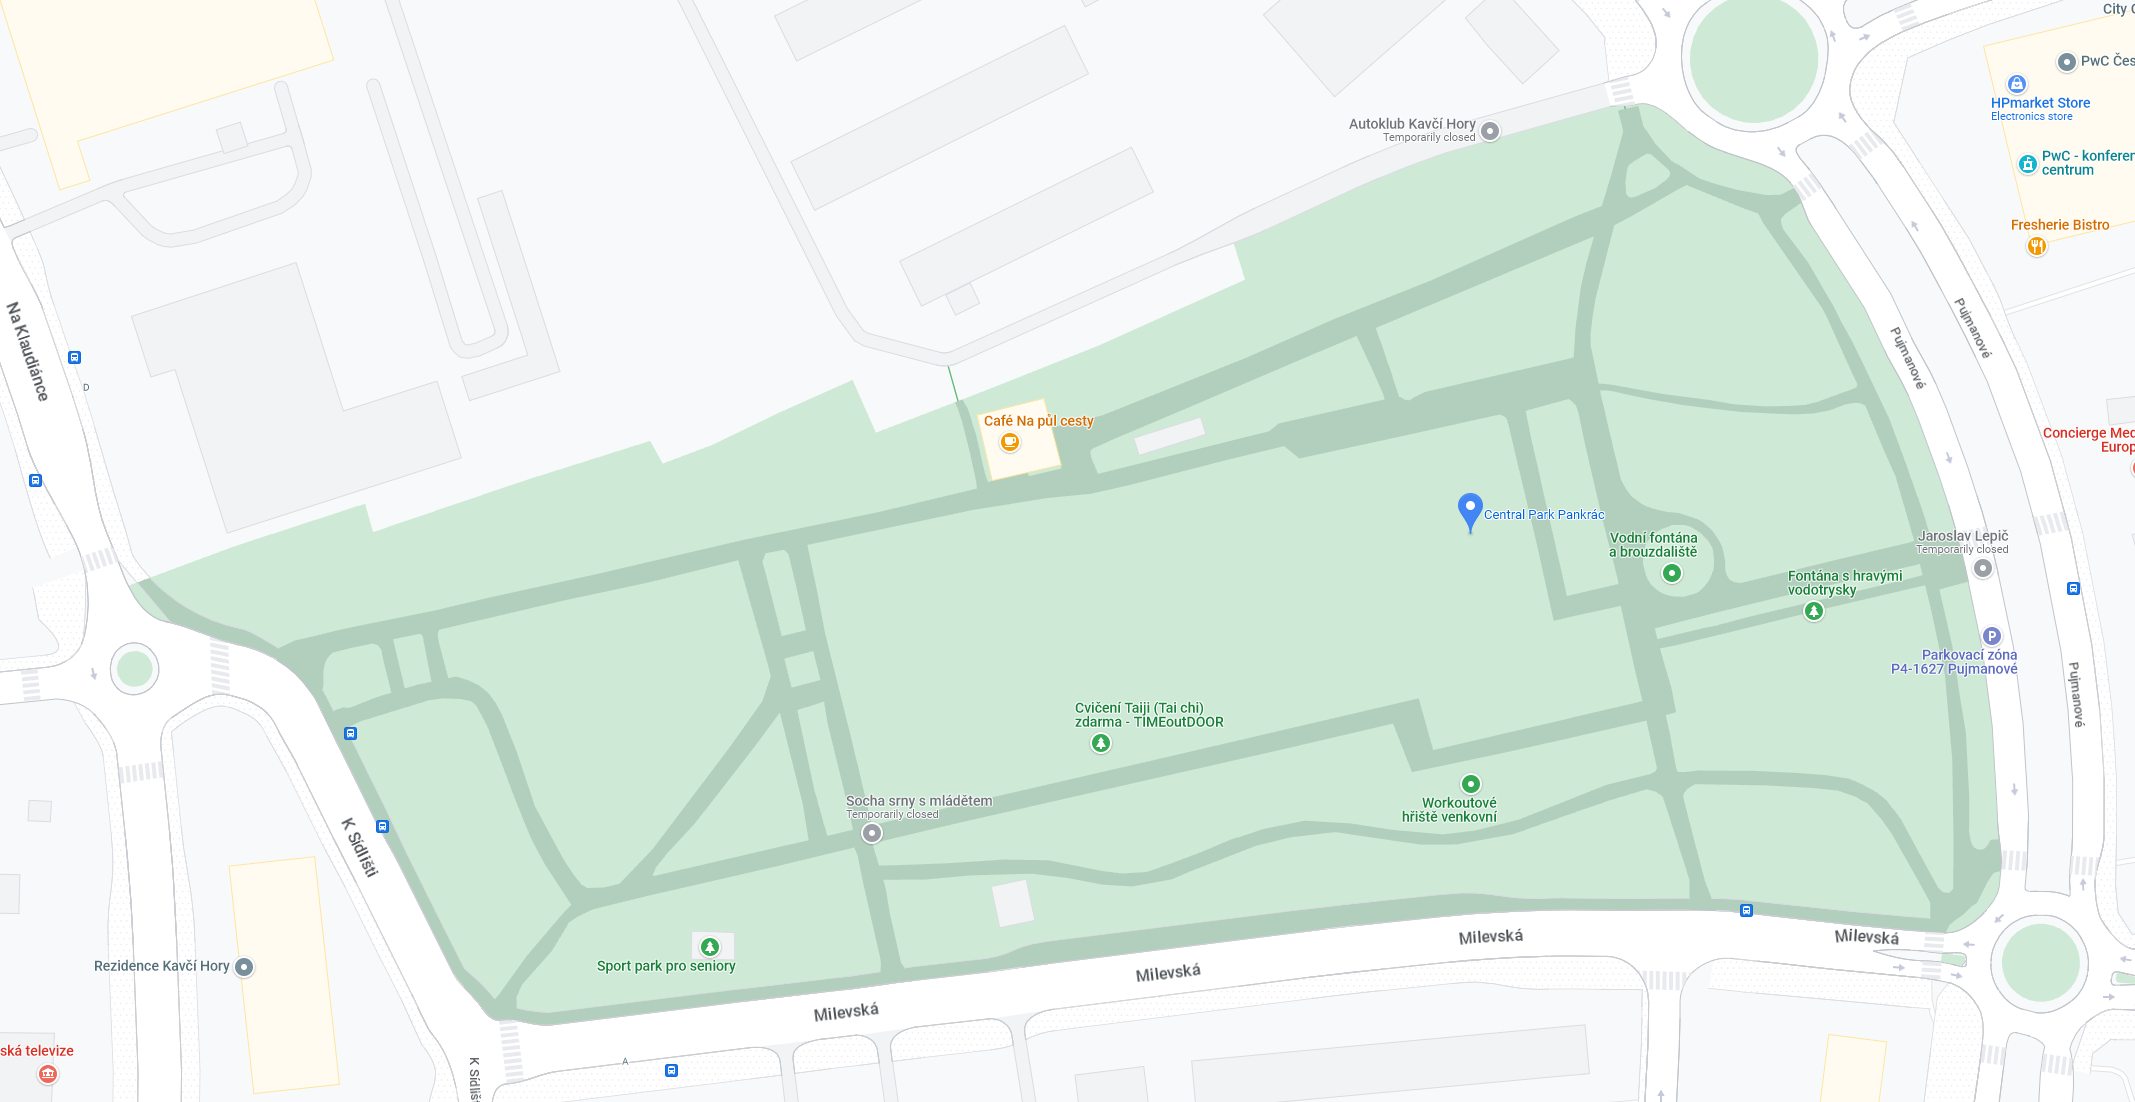 City
PwC
HPmarket Store
Electronics store
Autoklub Kavčí Hory
Temporarily closed
PwC - konferen
centrum
Fresherie Bistro
Na Klaudiánce
Pujmanové
Pujmanové
D
Café Na půl cesty
Concierge Med
Europ
Central Park Pankrác
Vodní fontána
a brouzdaliště
Jaroslav Lepič
Temporarily closed
Fontána s hravými
vodotrysky
P
Parkovací zóna
P4-1627 Pujmanové
Pujmanové
Cvičení Taiji (Tai chi)
zdarma - TIMEoutDOOR
Socha srny s mládětem
Temporarily closed
Workoutové
hřiště venkovní
K Sídlišti
Milevská
Milevská
Rezidence Kavčí Hory
Sport park pro seniory
Milevská
Milevská
ská televize
A
K Sídlišt